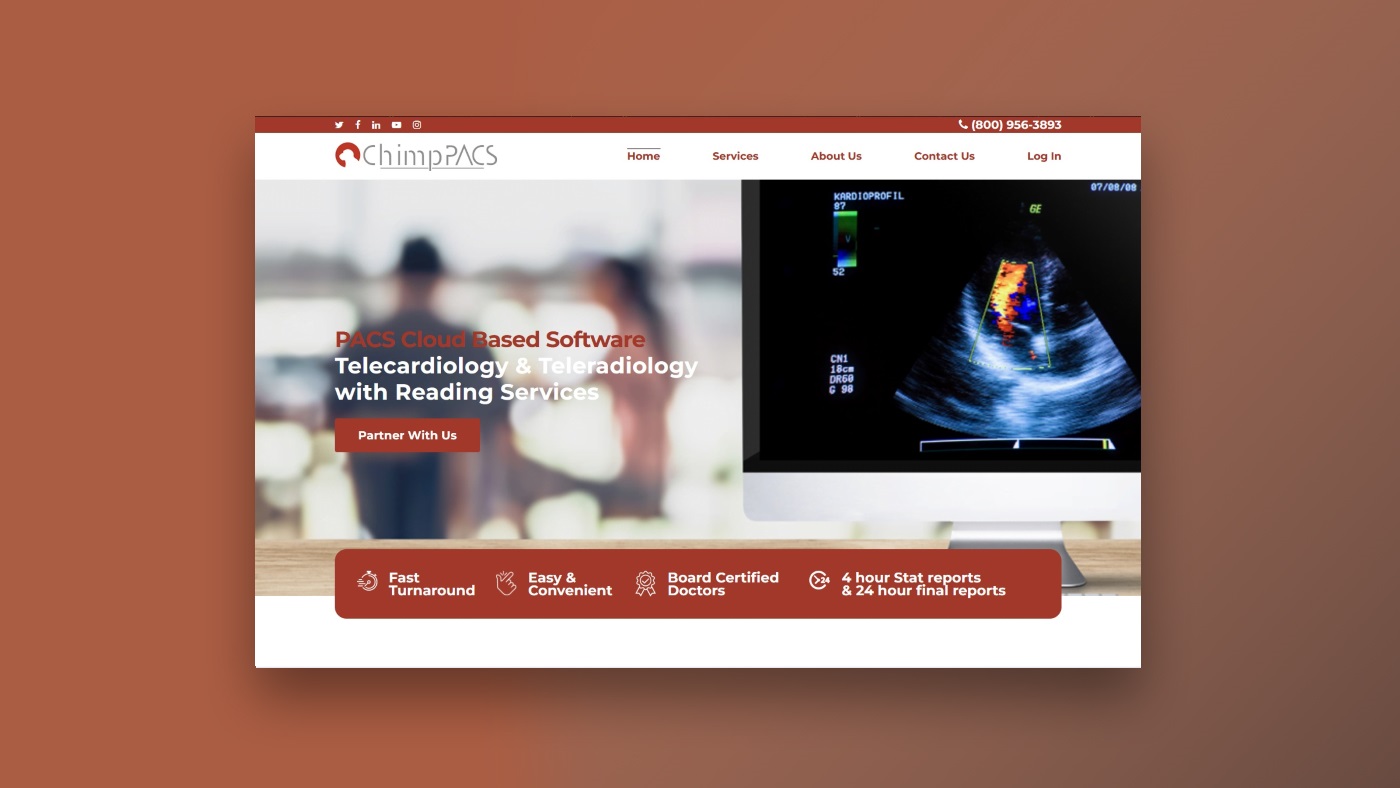 (800) 956-3893
ChimpPACS
Home Services About Us Contact Us Log In
KARDIOPROFIL
87
07/08/08
GE
V
52
PACS Cloud Based Software
Telecardiology & Teleradiology
with Reading Services
Partner With Us
CN1
18cm
DR60
G 90
Fast
Turnaround
Easy &
Convenient
Board Certified
Doctors
24
4 hour Stat reports
& 24 hour final reports